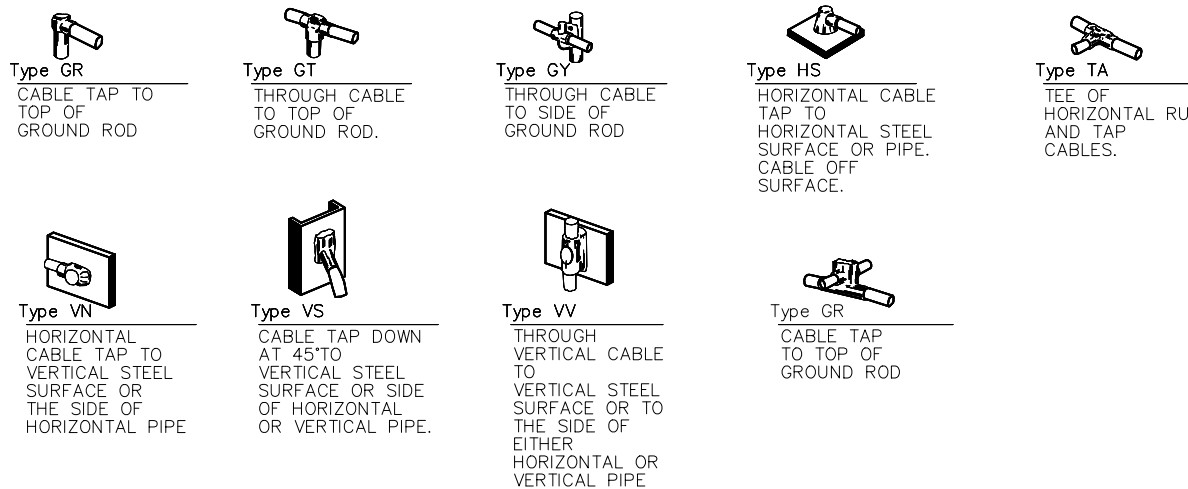 Type GR
CABLE TAP TO
TOP OF
GROUND ROD
Type GT
THROUGH CABLE
TO TOP OF
GROUND ROD.
Type GY
THROUGH CABLE
TO SIDE OF
GROUND ROD
Type HS
HORIZONTAL CABLE
TAP TO
HORIZONTAL STEEL
SURFACE OR PIPE.
CABLE OFF
SURFACE.
Type TA
TEE OF
HORIZONTAL RU
AND TAP
CABLES.
Type VN
HORIZONTAL
CABLE TAP TO
VERTICAL STEEL
SURFACE OR
THE SIDE OF
HORIZONTAL PIPE
Type VS
CABLE TAP DOWN
AT 45°TO
VERTICAL STEEL
SURFACE OR SIDE
OF HORIZONTAL
OR VERTICAL PIPE.
Type VV
THROUGH
VERTICAL CABLE
TO
VERTICAL STEEL
SURFACE OR TO
THE SIDE OF
EITHER
HORIZONTAL OR
VERTICAL PIPE
Type GR
CABLE TAP
TO TOP OF
GROUND ROD